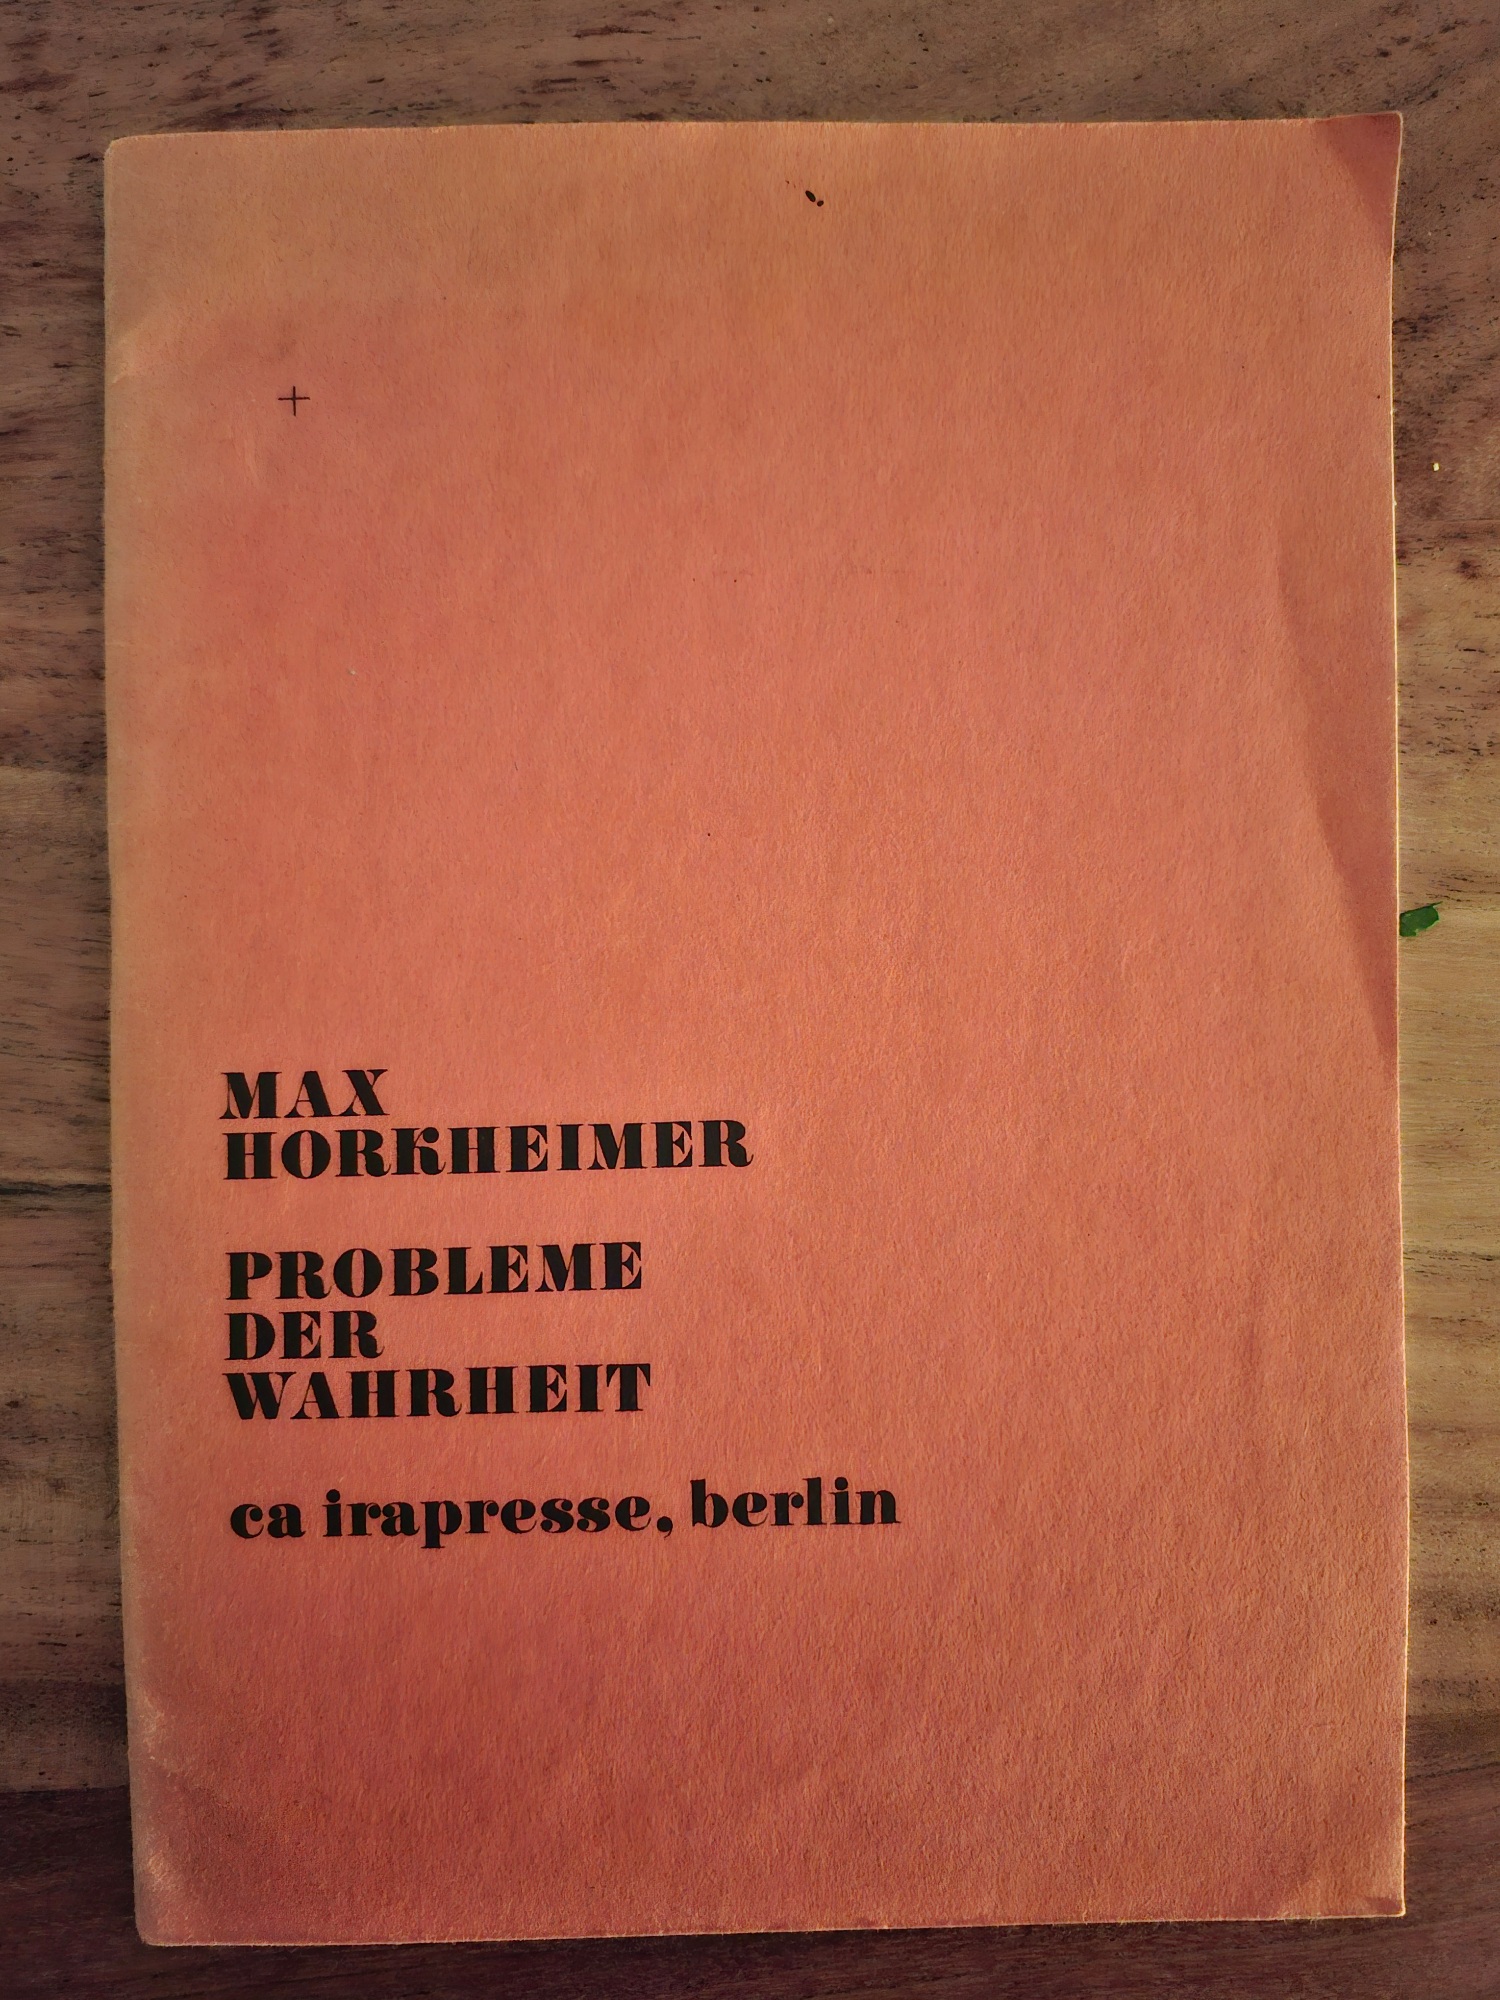 MAX
HORKHEIMER
PROBLEME
DER
WAHRHEIT
ca irapresse, berlin